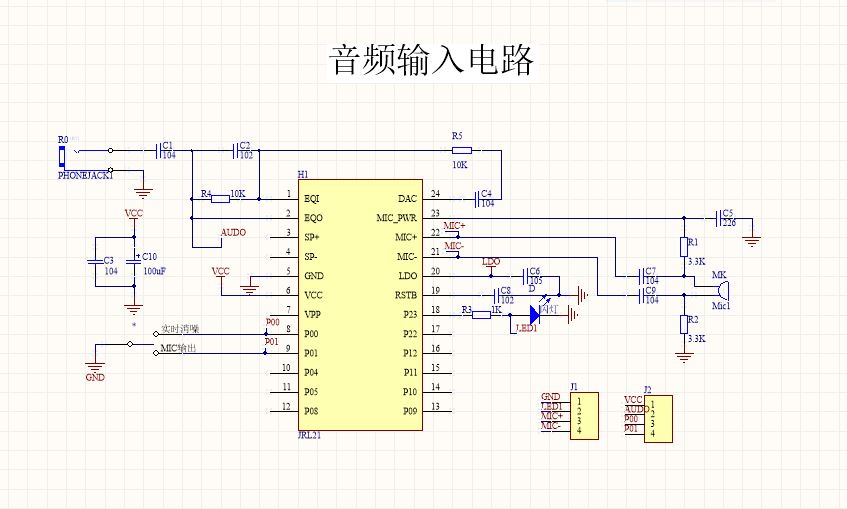 音频输入电路
R0
PHONEJACK1
C1
104
C2
102
R5
10K
R4
10K
AUDO
H1
JRL21
1
EQI
2
EQO
3
SP+
4
SP-
5
GND
6
VCC
7
VPP
8
P00
9
P01
10
P04
11
P05
12
P08
24
DAC
23
MIC_PWR
22
MIC+
21
MIC-
20
LDO
19
RSTB
18
P23
17
P22
16
P12
15
P11
14
P10
13
P09
C4
104
MIC+
MIC-
LDO
C6
105
C8
102
D
闪灯
R3
1K
LED1
C5
226
R1
3.3K
C7
104
C9
104
MK
Mic1
R2
3.3K
VCC
C3
104
+
C10
100uF
VCC
P00
P01
*
实时消噪
MIC输出
GND
J1
GND
LED1
MIC+
MIC-
1
2
3
4
J2
VCC
AUDO
P00
P01
1
2
3
4